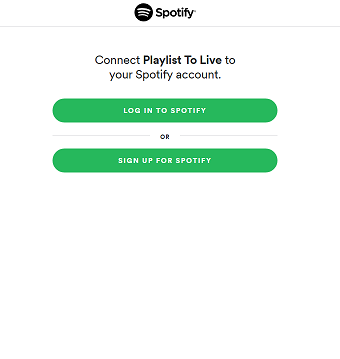 Spotify
Connect Playlist To Live to
your Spotify account.
LOG IN TO SPOTIFY
OR
SIGN UP FOR SPOTIFY